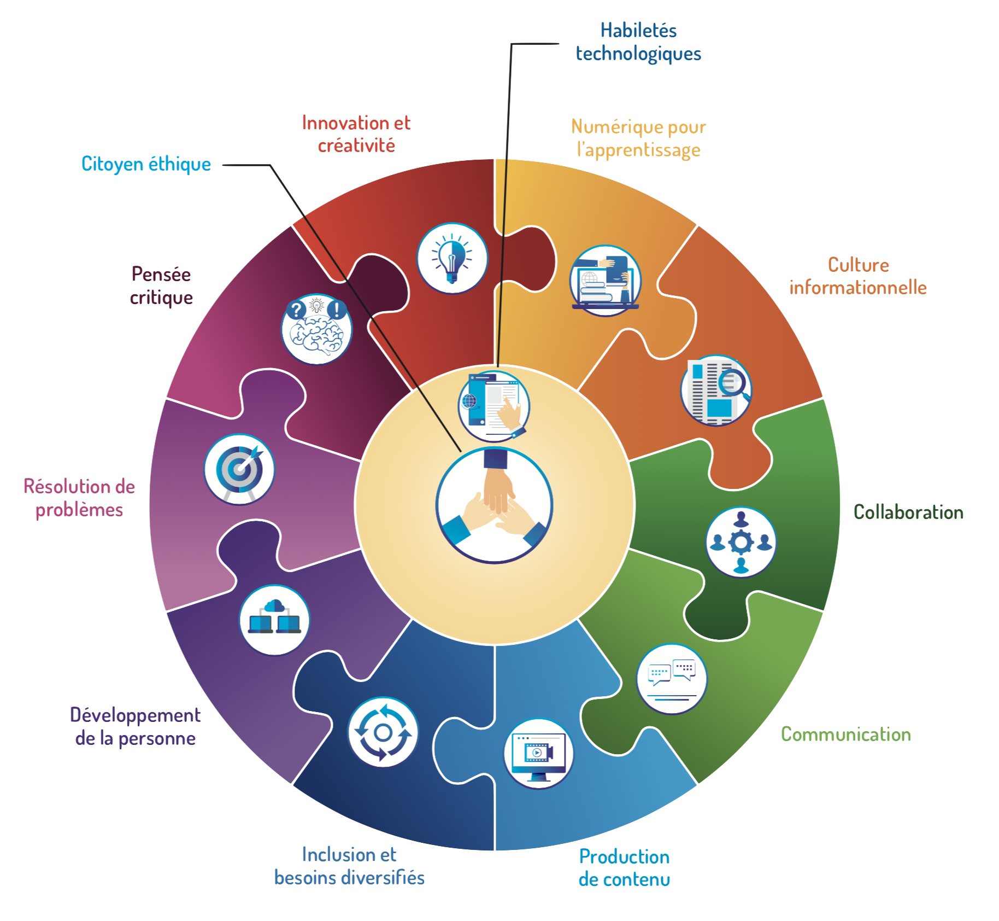 Habiletés
technologiques
Innovation et
créativité
Numérique pour
l'apprentissage
Citoyen éthique
Pensée
critique
Culture
informationnelle
?
!
Résolution de
problèmes
Collaboration
Développement
de la personne
Communication
Inclusion et
besoins diversifiés
Production
de contenu